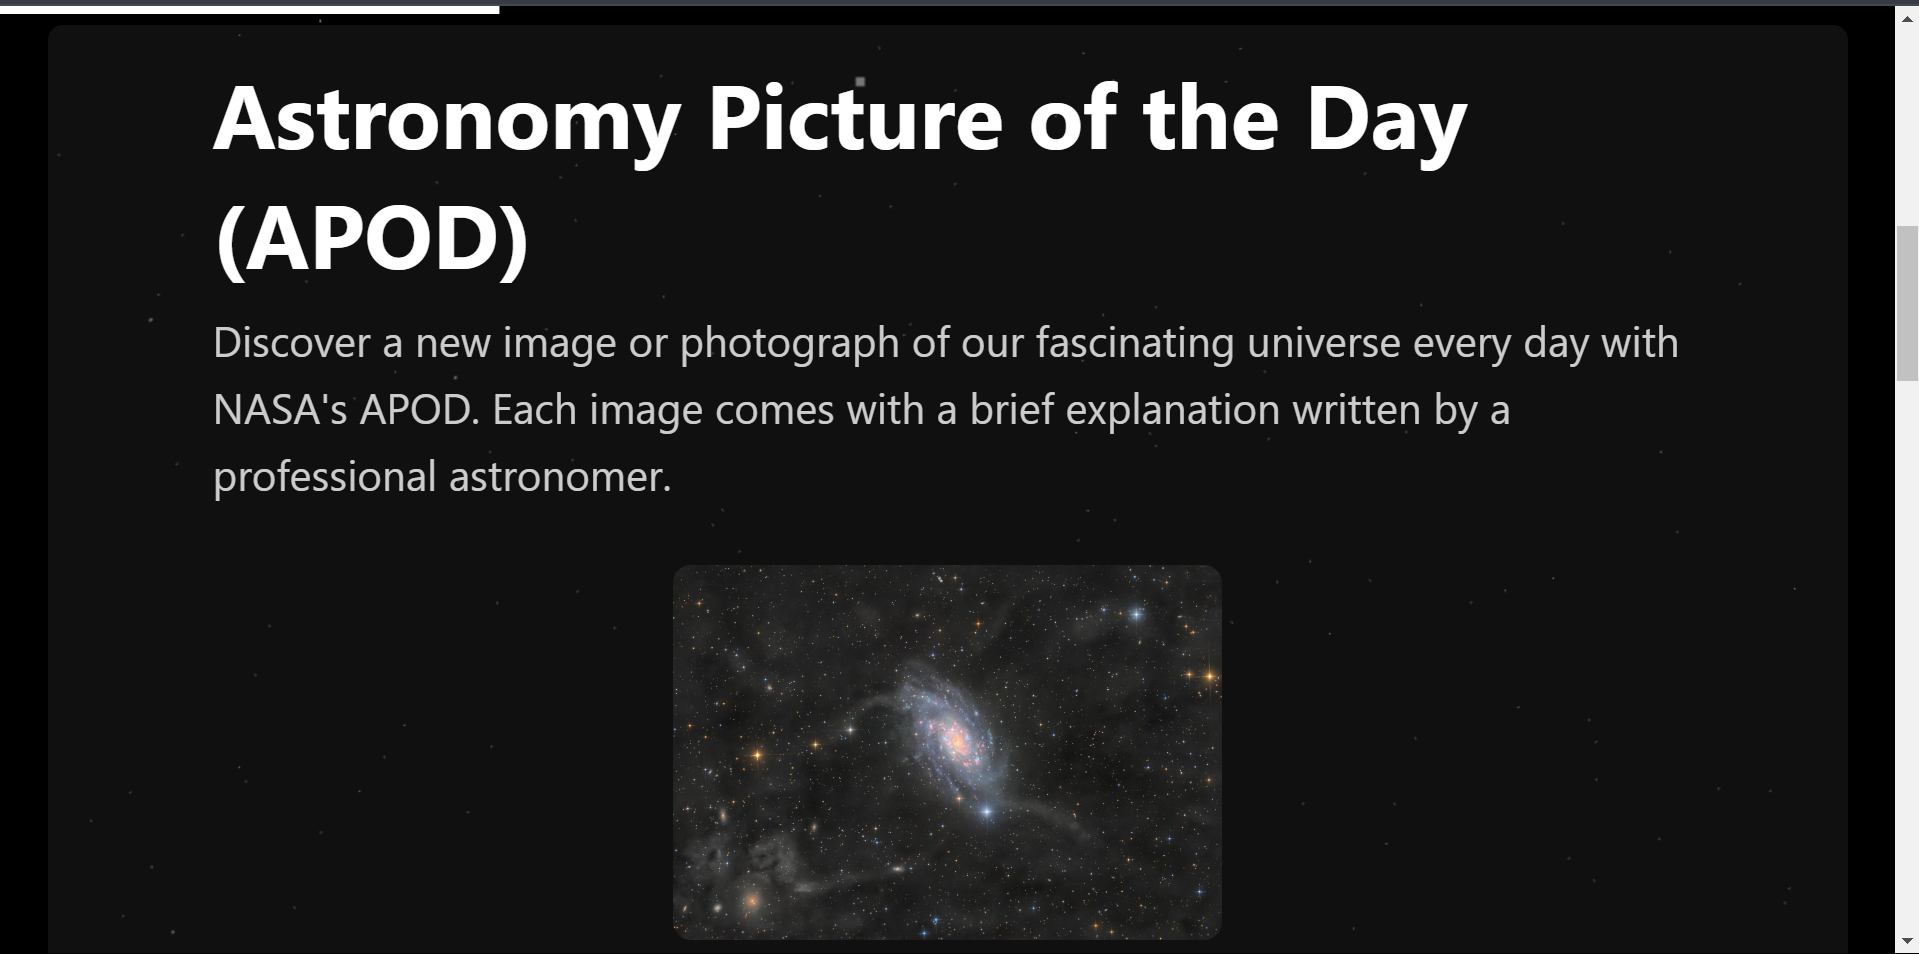 Astronomy Picture of the Day
(APOD)
Discover a new image or photograph of our fascinating universe every day with
NASA's APOD. Each image comes with a brief explanation written by a
professional astronomer.